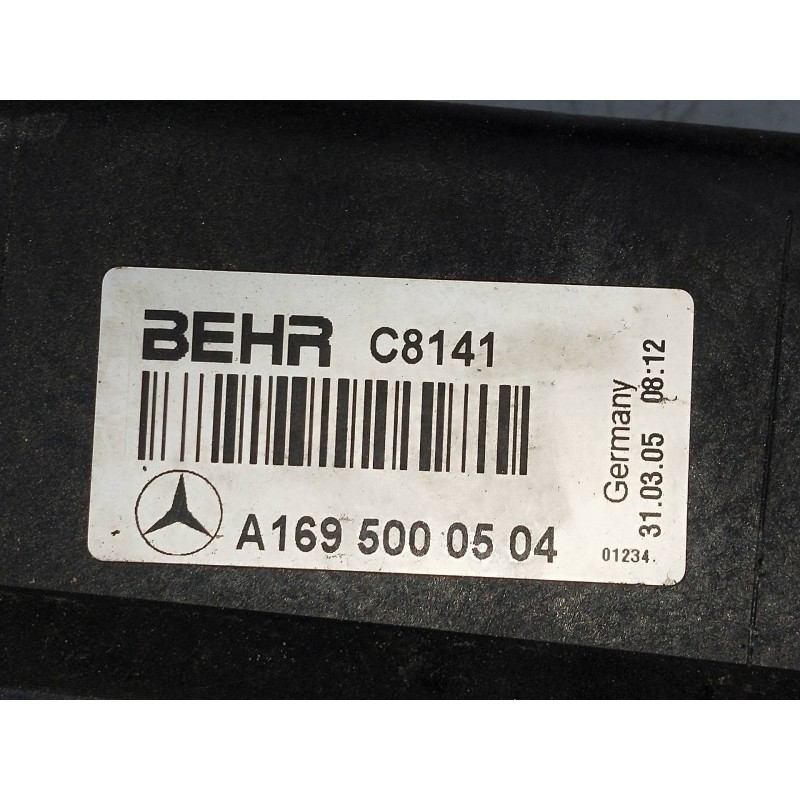 BEHR C8141
A169 500 05 04
Germany
31.03.05 08:12
01234.